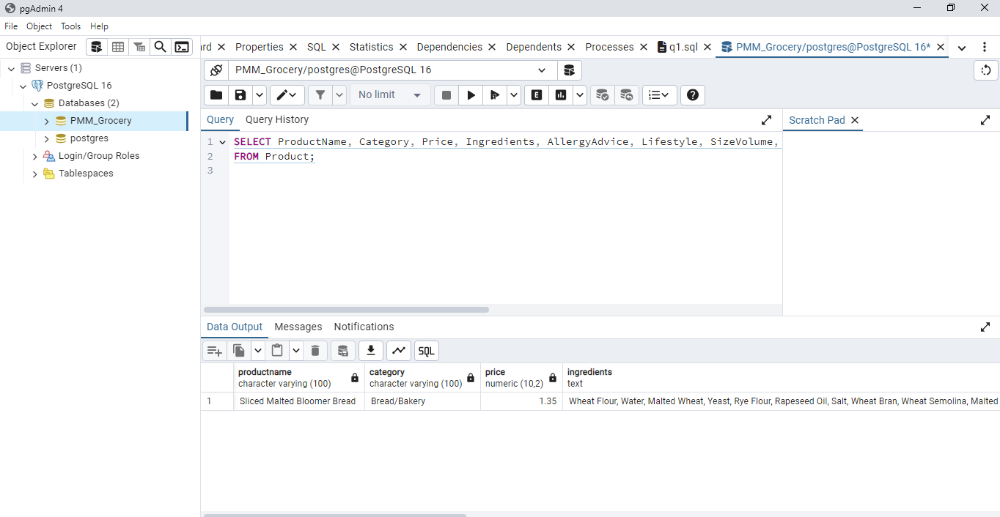 pgAdmin 4
File Object Tools Help
Object Explorer
rd Properties SQL Statistics Dependencies Dependents Processes q1.sql PMM_Grocery/postgres@PostgreSQL 16*
Servers (1)
PostgreSQL 16
Databases (2)
PMM_Grocery
postgres
Login/Group Roles
Tablespaces
PMM_Grocery/postgres@PostgreSQL 16
No limit
E
Query Query History
Scratch Pad
1 SELECT ProductName, Category, Price, Ingredients, AllergyAdvice, Lifestyle, SizeVolume,
2 FROM Product;
3
Data Output Messages Notifications
SQL
productname category price ingredients
character varying (100) character varying (100) numeric (10,2) text
1 Sliced Malted Bloomer Bread Bread/Bakery 1.35 Wheat Flour, Water, Malted Wheat, Yeast, Rye Flour, Rapeseed Oil, Salt, Wheat Bran, Wheat Semolina, Malted